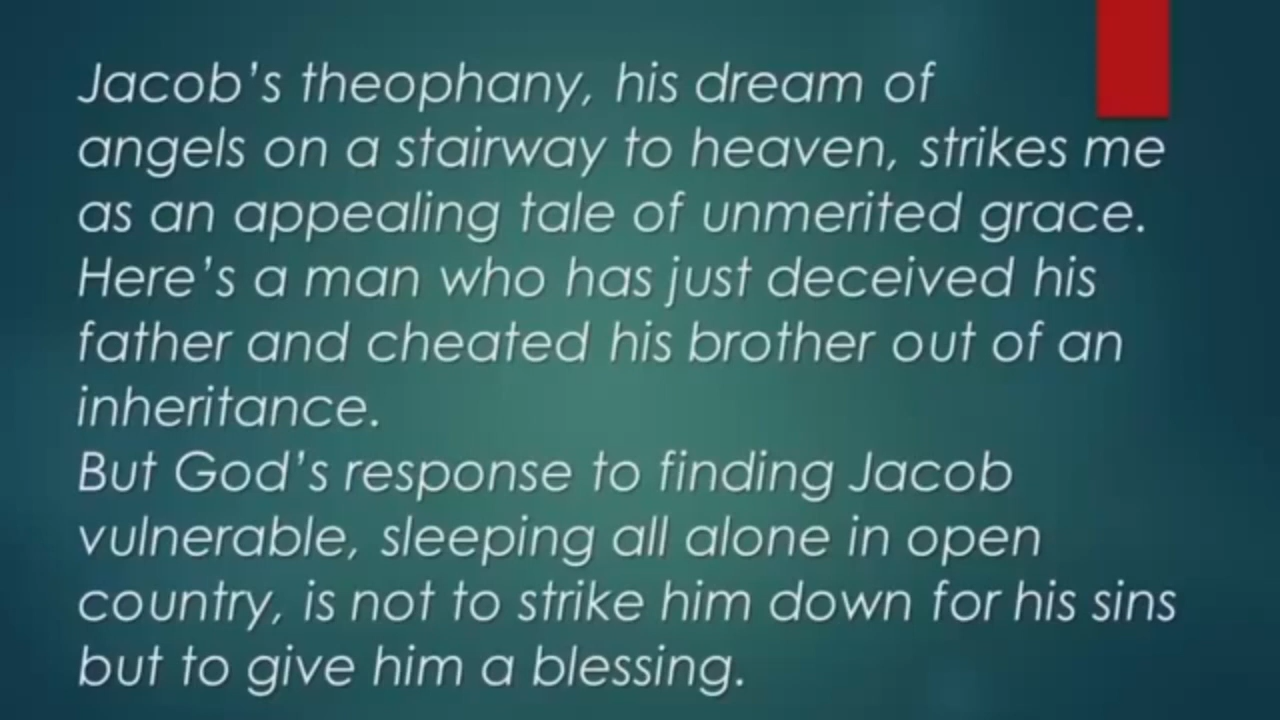 Jacob’s theophany, his dream of
angels on a stairway to heaven, strikes me
as an appealing tale of unmerited grace.
Here’s a man who has just deceived his
father and cheated his brother out of an
inheritance.
But God’s response to finding Jacob
vulnerable, sleeping all alone in open
country, is not to strike him down for his sins
but to give him a blessing.